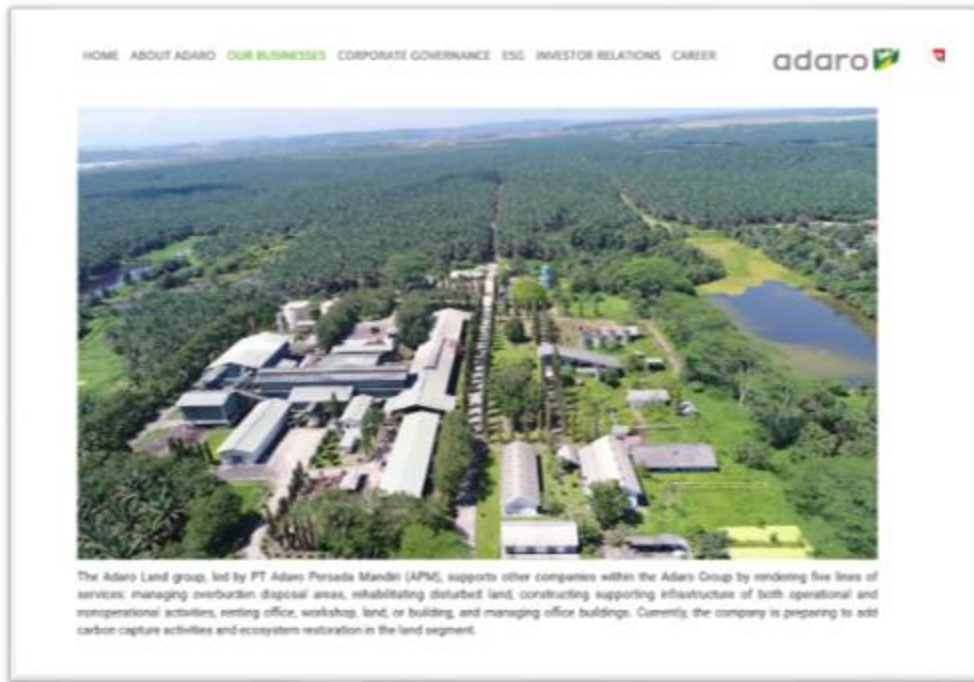 HOME ABOUT ADARO OUR BUSINESSES CORPORATE GOVERNANCE ESG INVESTOR RELATIONS CAREER
adaro
The Adaro Land group, led by PT Adaro Persada Mandiri (APM), supports other companies within the Adaro Group by rendering five lines of
services: managing overburden disposal areas, rehabilitating disturbed land, constructing supporting infrastructure of both operational and
nonoperational activities, renting office, workshop, land, or building, and managing office buildings. Currently, the company is preparing to add
carbon capture activities and ecosystem restoration in the land segment.